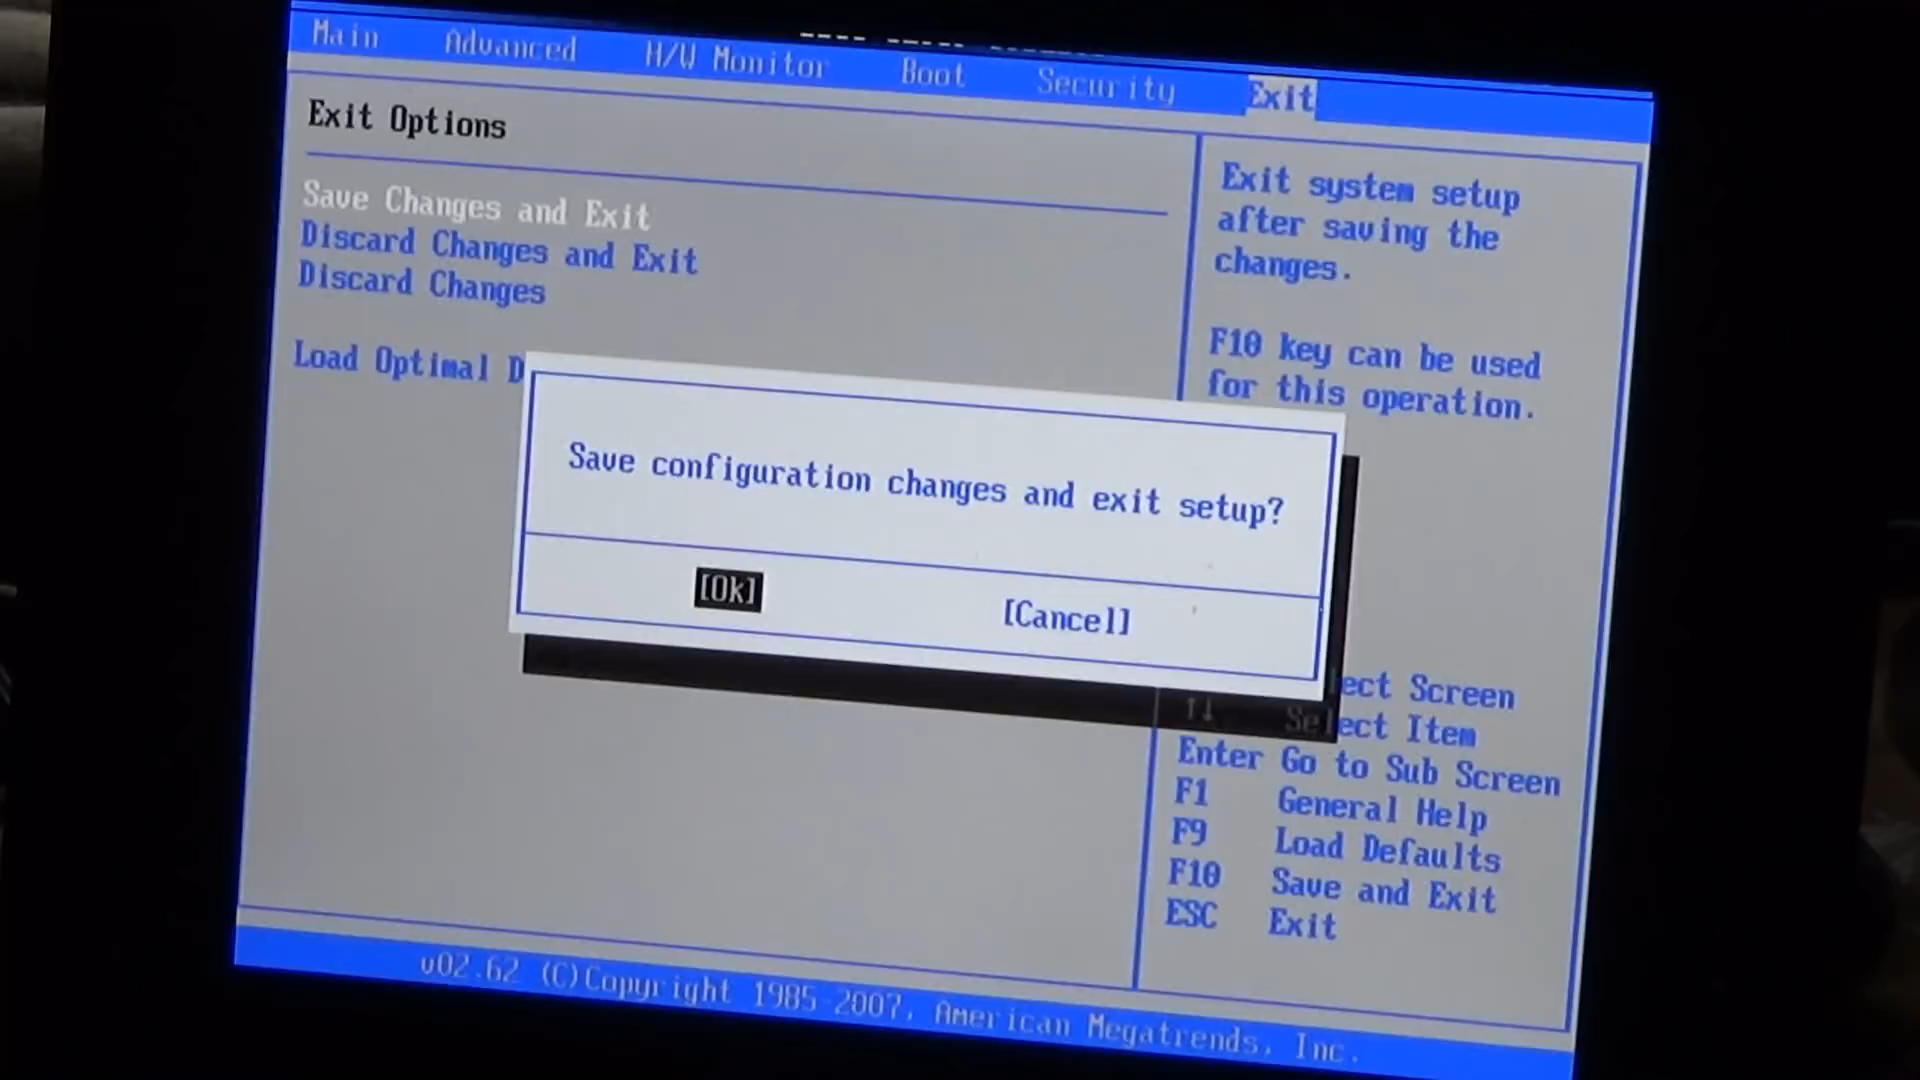 Main Advanced H/W Monitor Boot Security Exit
Exit Options
Save Changes and Exit
Discard Changes and Exit
Discard Changes
Load Optimal D
Exit system setup
after saving the
changes.
F10 key can be used
for this operation.
Save configuration changes and exit setup?
[Ok] [Cancel]
lect Screen
↑↓ Select Item
Enter Go to Sub Screen
F1 General Help
F9 Load Defaults
F10 Save and Exit
ESC Exit
v02.62 (C)Copyright 1985-2007, American Megatrends, Inc.